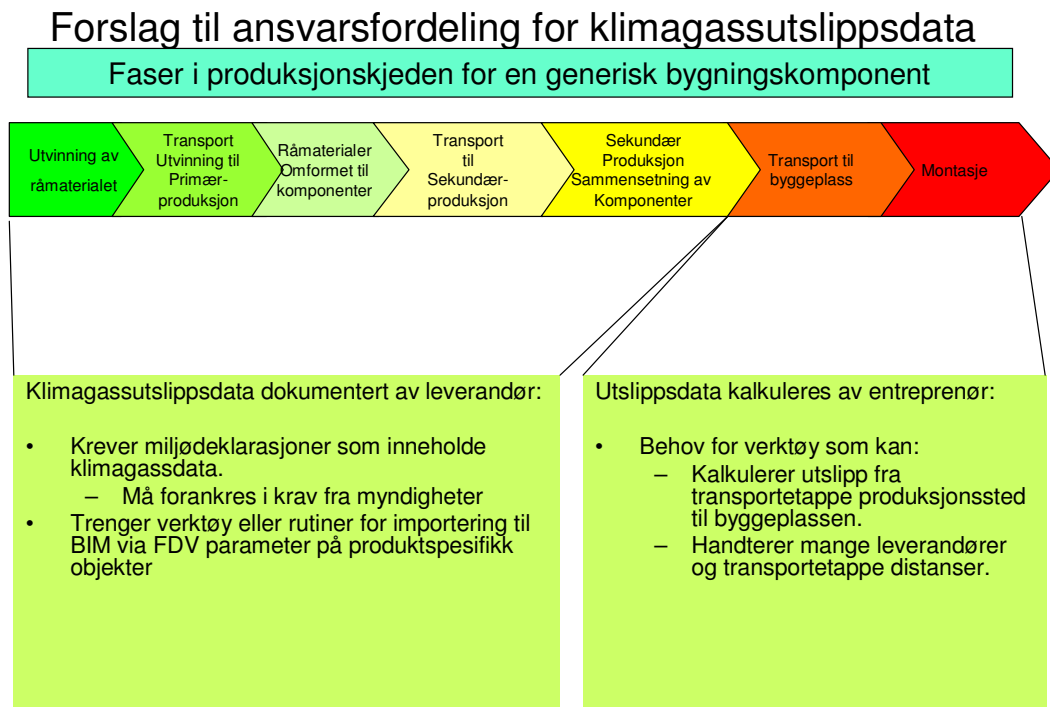 Forslag til ansvarsfordeling for klimagassutslippsdata
Faser i produksjonskjeden for en generisk bygningskomponent
Utvinning av
råmaterialet
Transport
Utvinning til
Primær-
produksjon
Råmaterialer
Omformet til
komponenter
Transport
til
Sekundær-
produksjon
Sekundær
Produksjon
Sammensetning av
Komponenter
Transport til
byggeplass
Montasje
Klimagassutslippsdata dokumentert av leverandør:
• Krever miljødeklarasjoner som inneholde
klimagassdata.
– Må forankres i krav fra myndigheter
• Trenger verktøy eller rutiner for importering til
BIM via FDV parameter på produktspesifikk
objekter
Utslippsdata kalkuleres av entreprenør:
• Behov for verktøy som kan:
– Kalkulerer utslipp fra
transportetappe produksjonssted
til byggeplassen.
– Handterer mange leverandører
og transportetappe distanser.